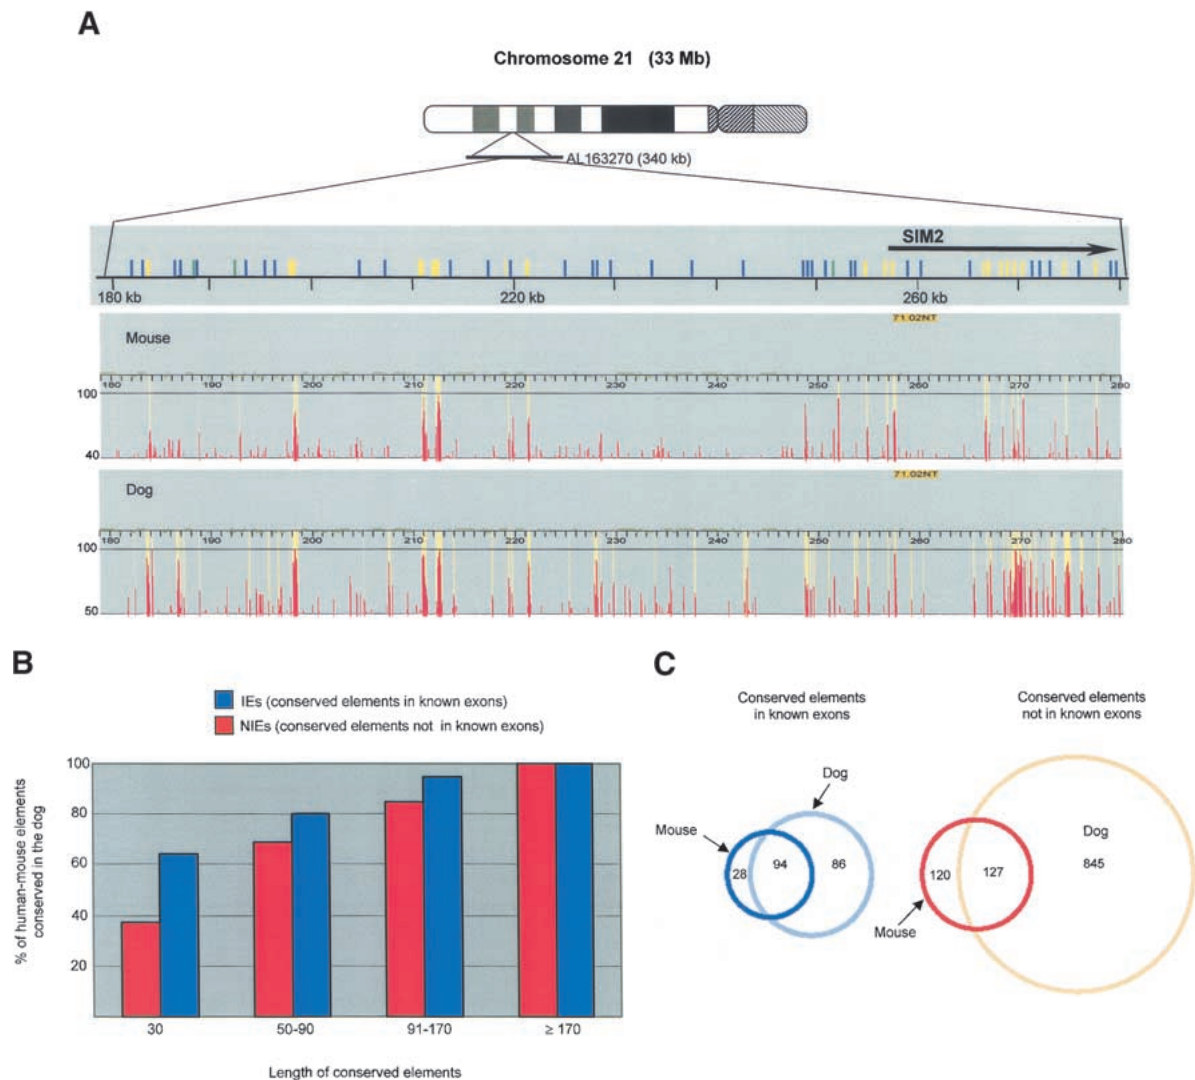 A
Chromosome 21 (33 Mb)
AL163270 (340 kb)
SIM2
180 kb 220 kb 260 kb
71.02NT
Mouse
180 190 200 210 220 230 240 250 260 270 280
100
40
71.02NT
Dog
180 190 200 210 220 230 240 250 260 270 280
100
50
B
IEs (conserved elements in known exons)
NIEs (conserved elements not in known exons)
% of human-mouse elements
conserved in the dog
100
80
60
40
20
30 50-90 91-170 ≥ 170
Length of conserved elements
C
Conserved elements
in known exons
Dog
Mouse
28 94 86
Conserved elements
not in known exons
Dog
120 127 845
Mouse